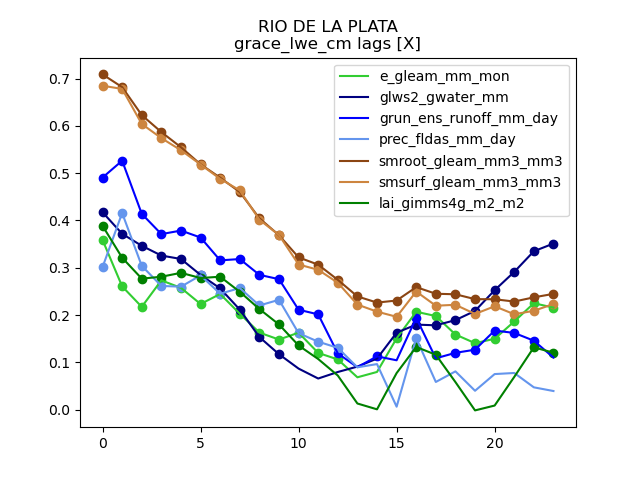 RIO DE LA PLATA
grace_lwe_cm lags [X]
e_gleam_mm_mon
glws2_gwater_mm
grun_ens_runoff_mm_day
prec_fldas_mm_day
smroot_gleam_mm3_mm3
smsurf_gleam_mm3_mm3
lai_gimms4g_m2_m2
0.7
0.6
0.5
0.4
0.3
0.2
0.1
0.0
0 5 10 15 20